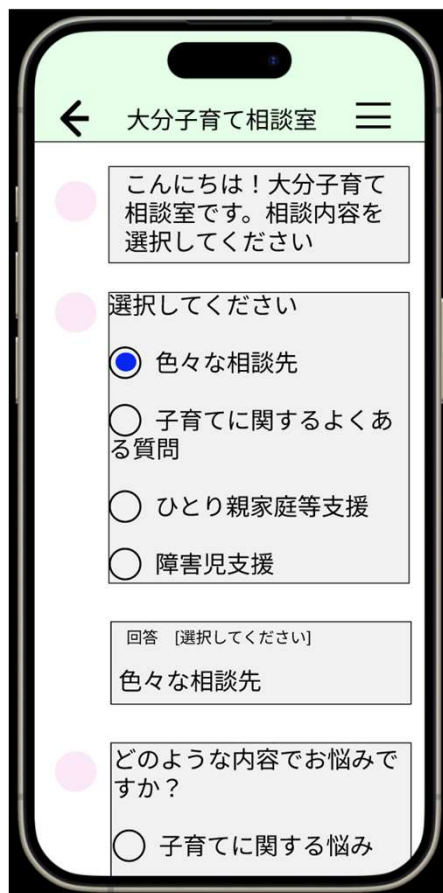 大分子育て相談室
こんにちは！大分子育て
相談室です。相談内容を
選択してください
選択してください
色々な相談先
子育てに関するよくあ
る質問
ひとり親家庭等支援
障害児支援
回答 [選択してください]
色々な相談先
どのような内容でお悩みで
すか？
子育てに関する悩み